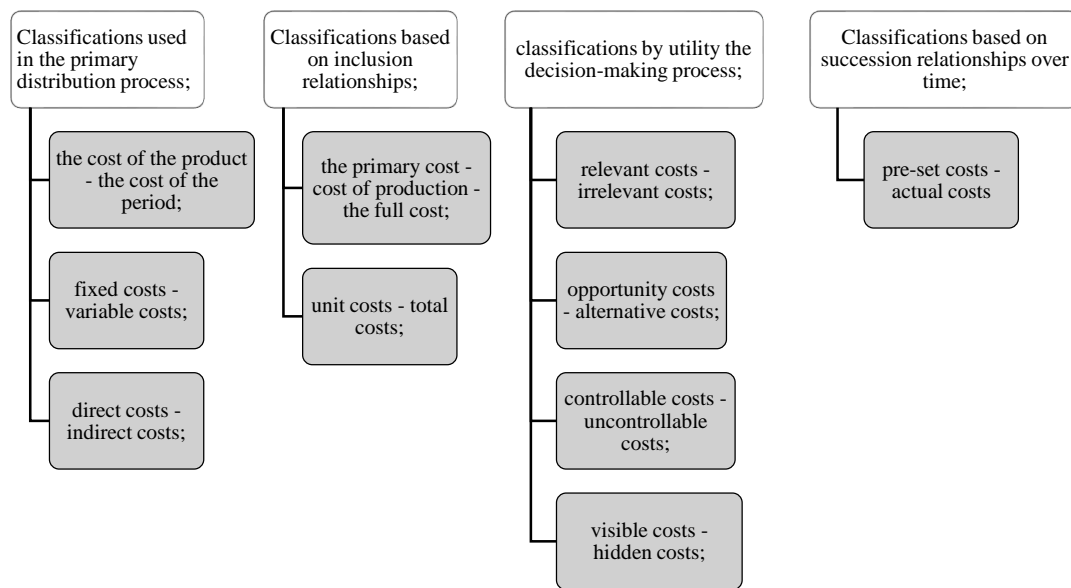 Classifications used
in the primary
distribution process;
the cost of the product
- the cost of the
period;
fixed costs -
variable costs;
direct costs -
indirect costs;
Classifications based
on inclusion
relationships;
the primary cost -
cost of production -
the full cost;
unit costs - total
costs;
classifications by utility the
decision-making process;
relevant costs -
irrelevant costs;
opportunity costs
- alternative costs;
controllable costs -
uncontrollable
costs;
visible costs -
hidden costs;
Classifications based on
succession relationships over
time;
pre-set costs -
actual costs